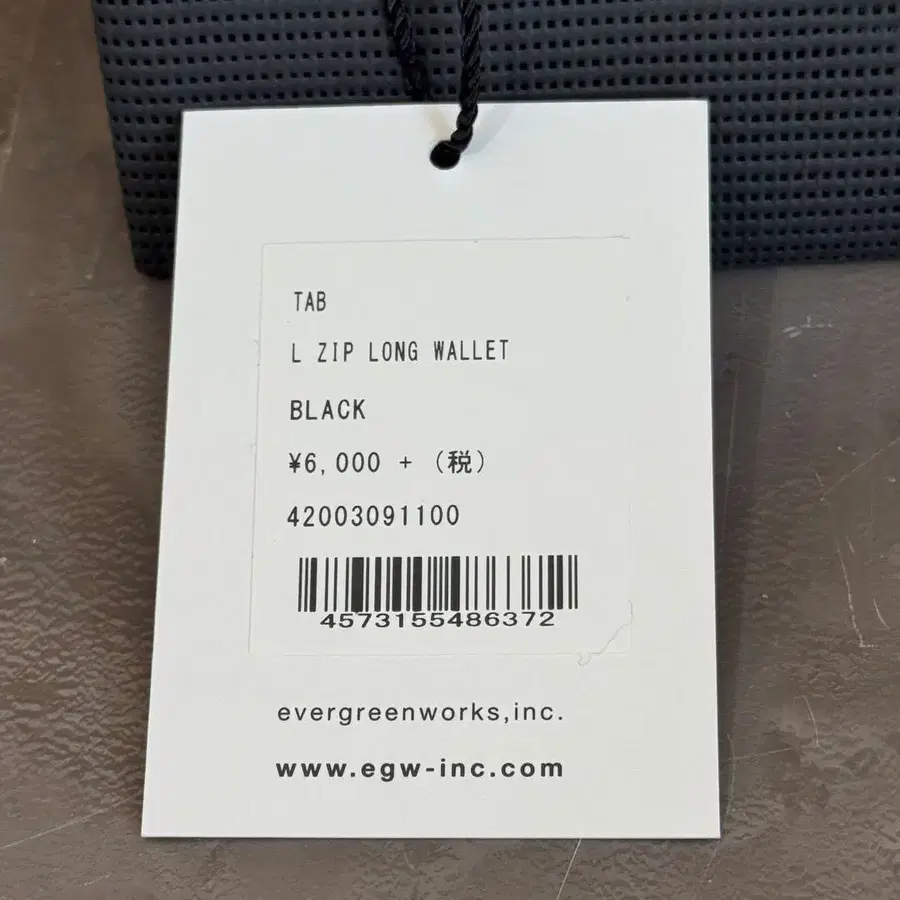 TAB
L ZIP LONG WALLET
BLACK
¥6,000 + (税)
42003091100
4573155486372
evergreenworks,inc.
www.egw-inc.com